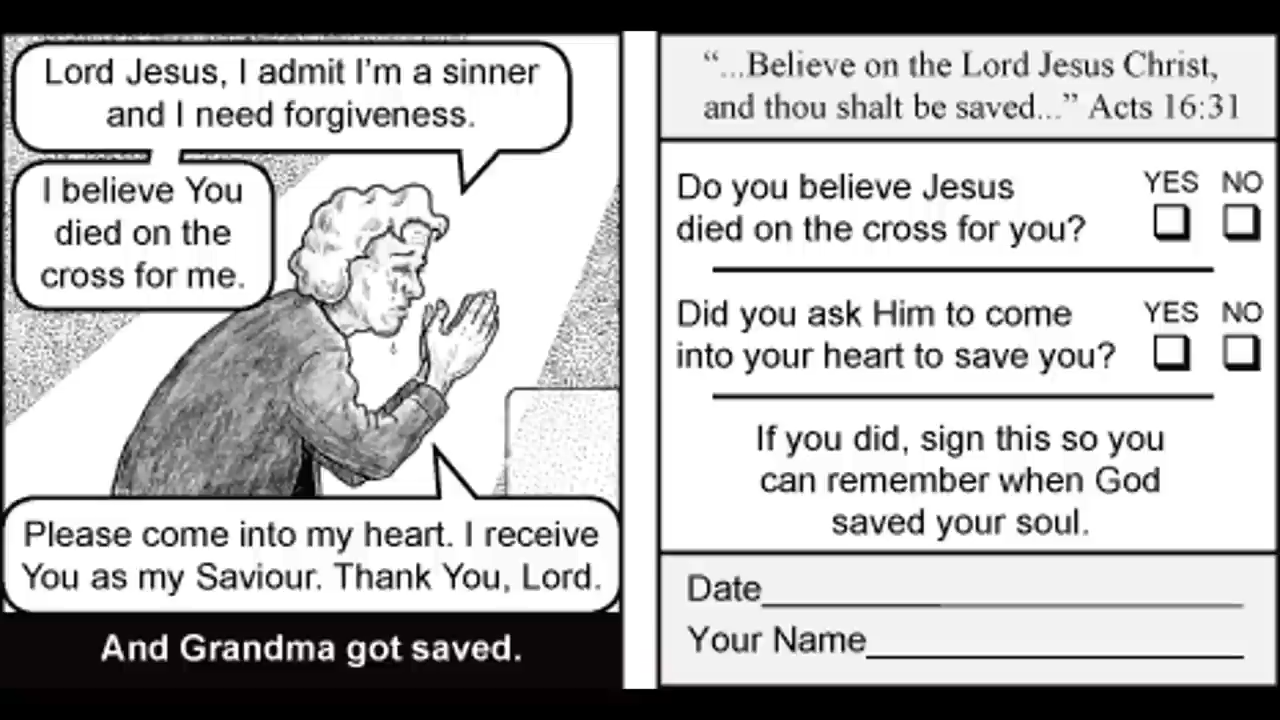 Lord Jesus, I admit I'm a sinner
and I need forgiveness.
I believe You
died on the
cross for me.
Please come into my heart. I receive
You as my Saviour. Thank You, Lord.
And Grandma got saved.
“...Believe on the Lord Jesus Christ,
and thou shalt be saved...” Acts 16:31
YES NO
Do you believe Jesus
died on the cross for you?
YES NO
Did you ask Him to come
into your heart to save you?
If you did, sign this so you
can remember when God
saved your soul.
Date
Your Name